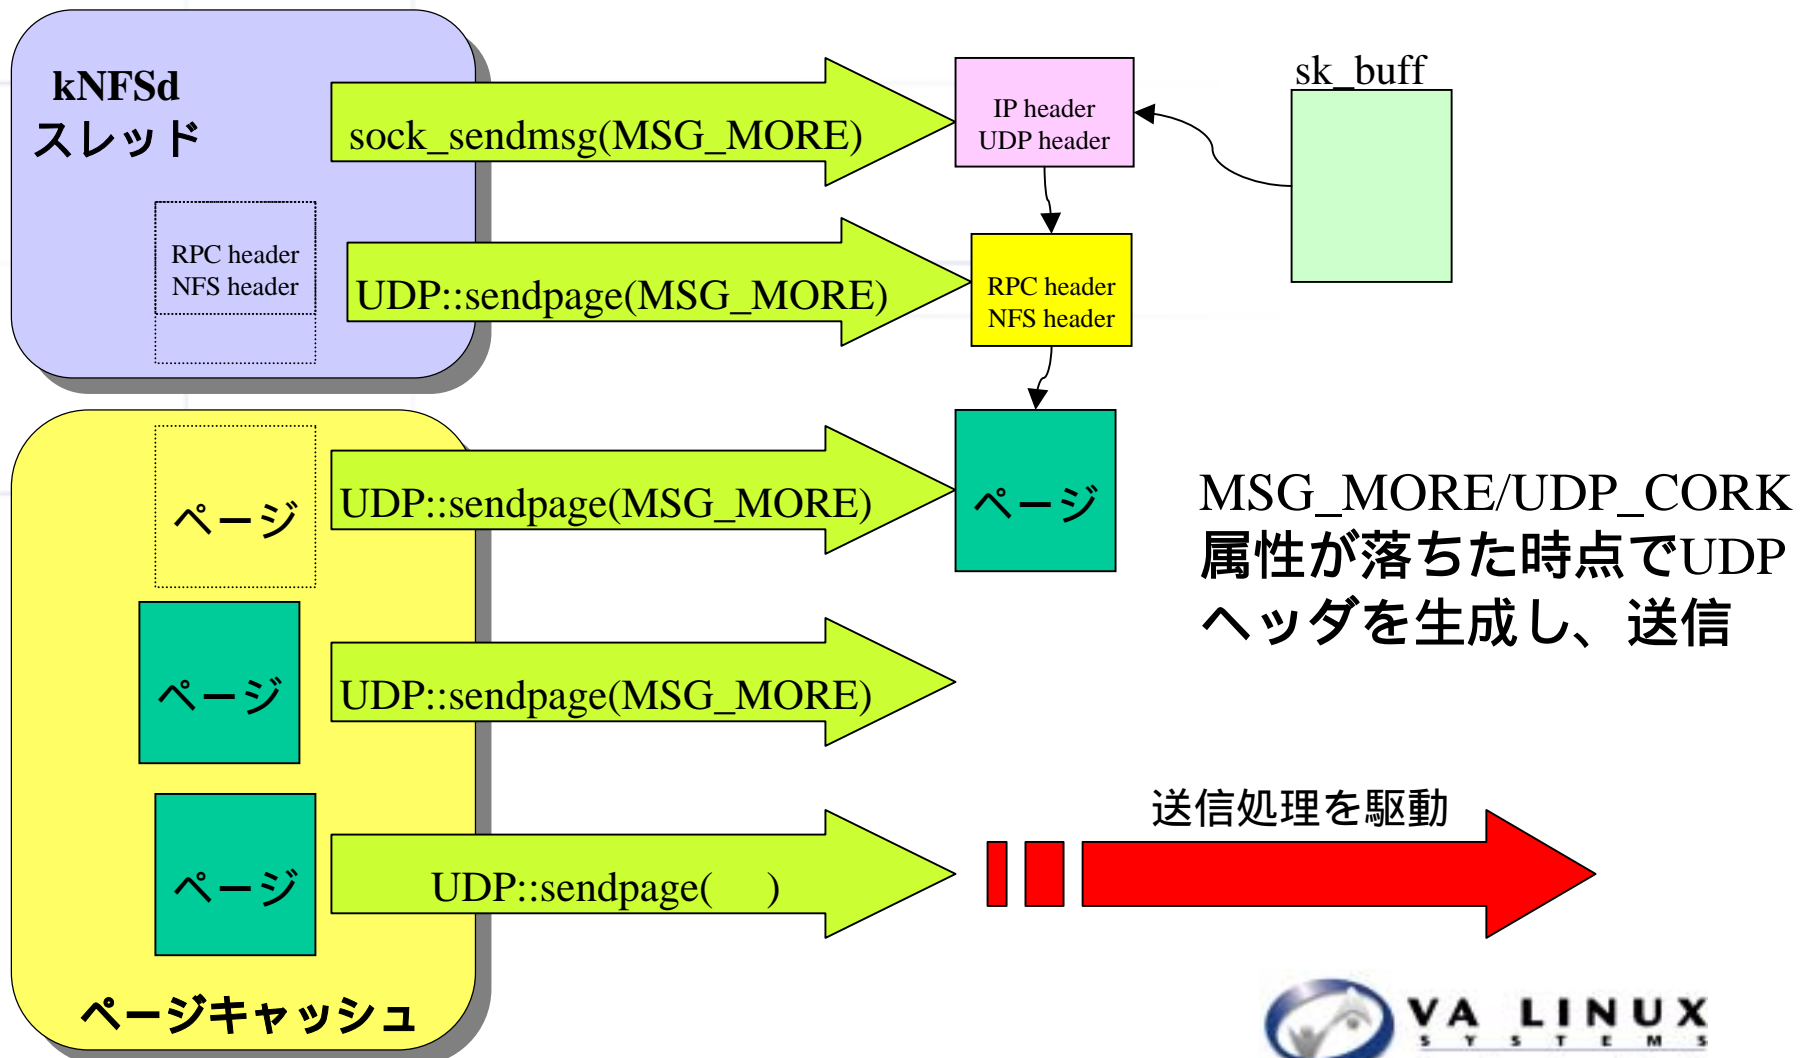 kNFSd
スレッド
sock_sendmsg(MSG_MORE)
IP header
UDP header
sk_buff
RPC header
NFS header
UDP::sendpage(MSG_MORE)
RPC header
NFS header
ページ
UDP::sendpage(MSG_MORE)
ページ
MSG_MORE/UDP_CORK
属性が落ちた時点でUDP
ヘッダを生成し、送信
ページ
UDP::sendpage(MSG_MORE)
ページ
UDP::sendpage( )
送信処理を駆動
ページキャッシュ
VA LINUX
SYSTEMS